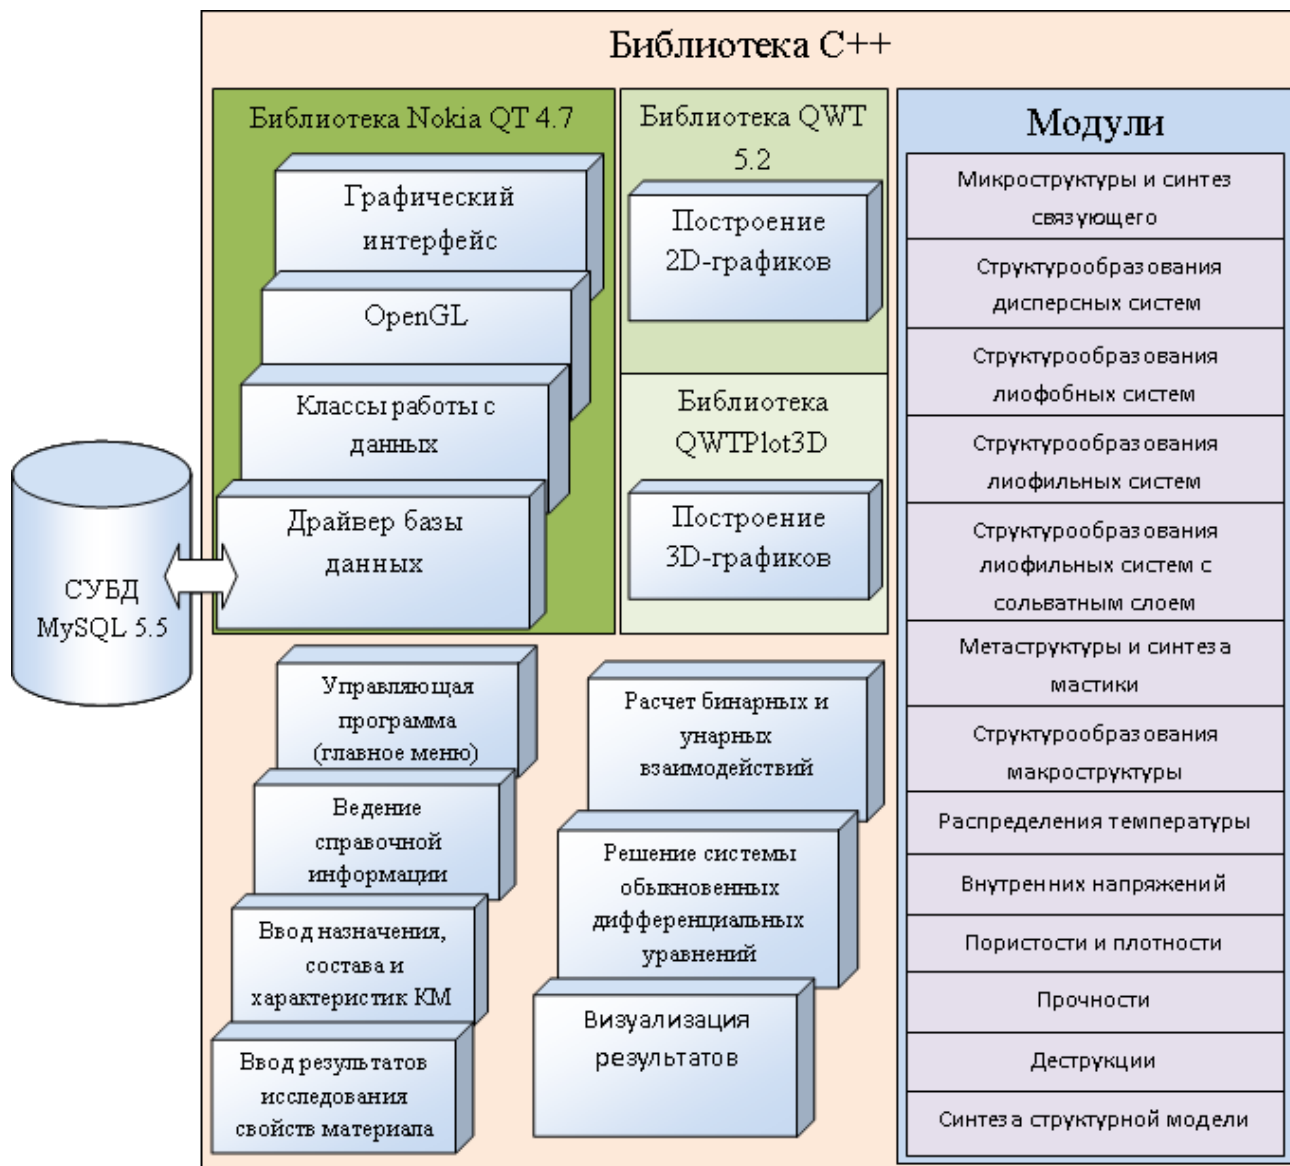 Библиотека C++
Библиотека Nokia QT 4.7
Графический
интерфейс
OpenGL
Классы работы с
данных
Драйвер базы
данных
СУБД
MySQL 5.5
Библиотека QWT
5.2
Построение
2D-графиков
Библиотека
QWTPlot3D
Построение
3D-графиков
Управляющая
программа
(главное меню)
Ведение
справочной
информации
Ввод назначения,
состава и
характеристик КМ
Ввод результатов
исследования
свойств материала
Расчет бинарных и
унарных
взаимодействий
Решение системы
обыкновенных
дифференциальных
уравнений
Визуализация
результатов
Модули
Микроструктуры и синтез
связующего
Структурообразования
дисперсных систем
Структурообразования
лиофобных систем
Структурообразования
лиофильных систем
Структурообразования
лиофильных систем с
сольватным слоем
Метаструктуры и синтеза
мастики
Структурообразования
макроструктуры
Распределения температуры
Внутренних напряжений
Пористости и плотности
Прочности
Деструкции
Синтеза структурной модели